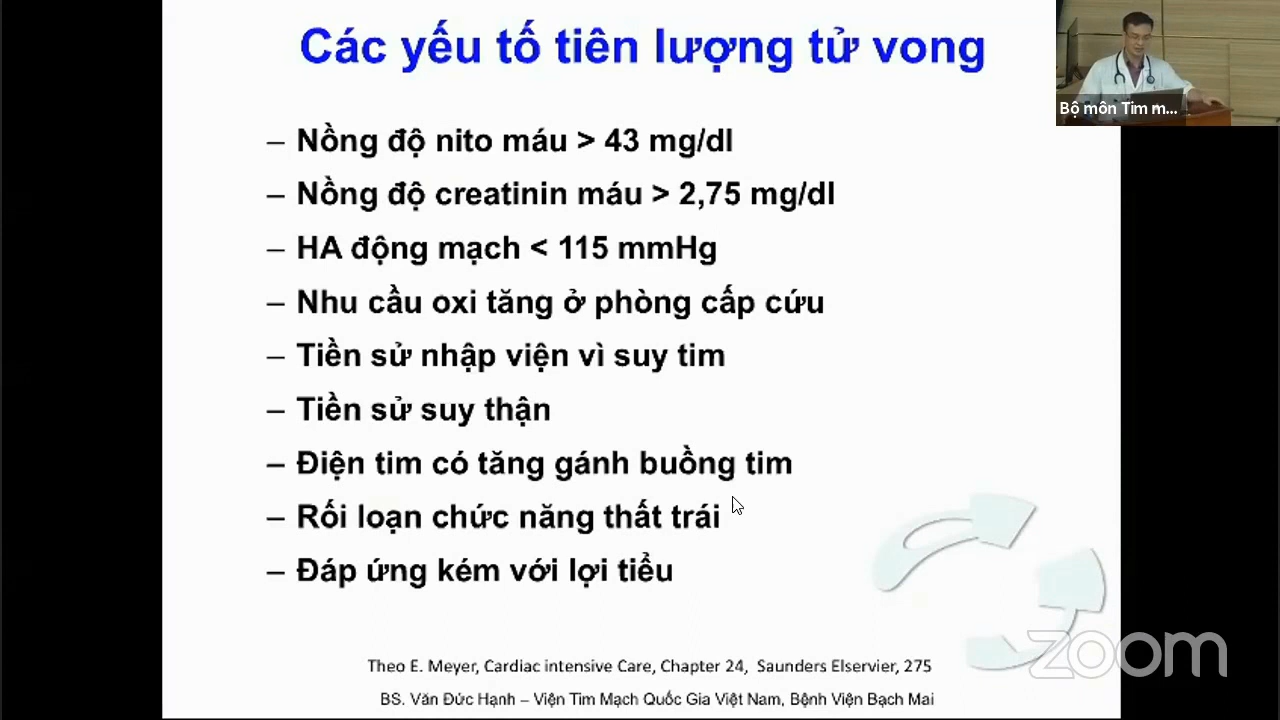 Các yếu tố tiên lượng tử vong
Bộ môn Tim m...
– Nồng độ nito máu > 43 mg/dl
– Nồng độ creatinin máu > 2,75 mg/dl
– HA động mạch < 115 mmHg
– Nhu cầu oxi tăng ở phòng cấp cứu
– Tiền sử nhập viện vì suy tim
– Tiền sử suy thận
– Điện tim có tăng gánh buồng tim
– Rối loạn chức năng thất trái
– Đáp ứng kém với lợi tiểu
zoom
Theo E. Meyer, Cardiac intensive Care, Chapter 24, Saunders Elservier, 275
BS. Văn Đức Hạnh – Viện Tim Mạch Quốc Gia Việt Nam, Bệnh Viện Bạch Mai